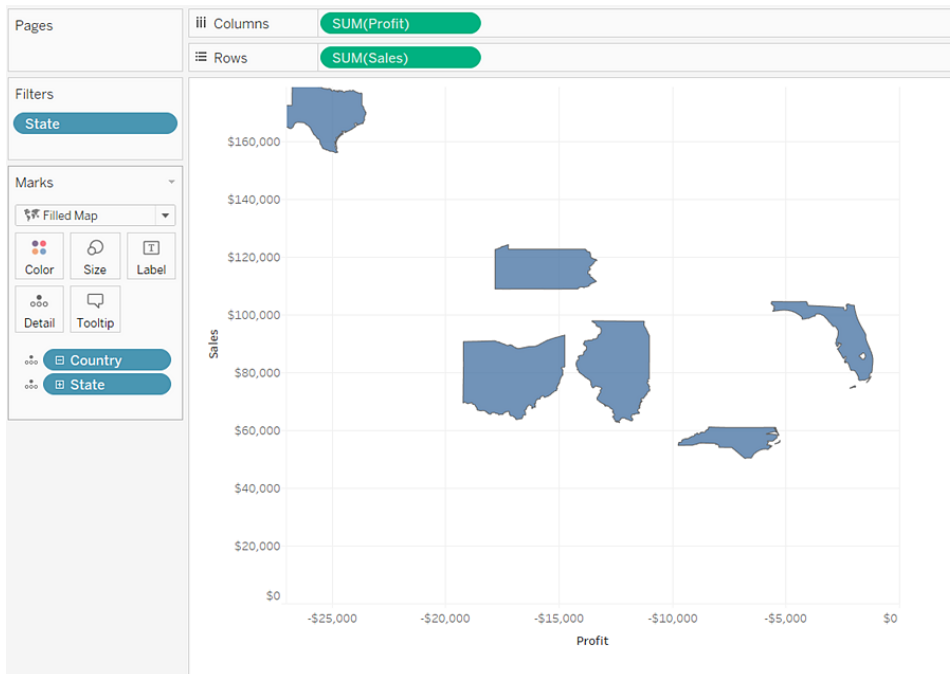 Pages
Columns
SUM(Profit)
Rows
SUM(Sales)
Filters
State
Marks
Filled Map
Color
Size
Label
Detail
Tooltip
Country
State
Sales
$160,000
$140,000
$120,000
$100,000
$80,000
$60,000
$40,000
$20,000
$0
-$25,000 -$20,000 -$15,000 -$10,000 -$5,000 $0
Profit